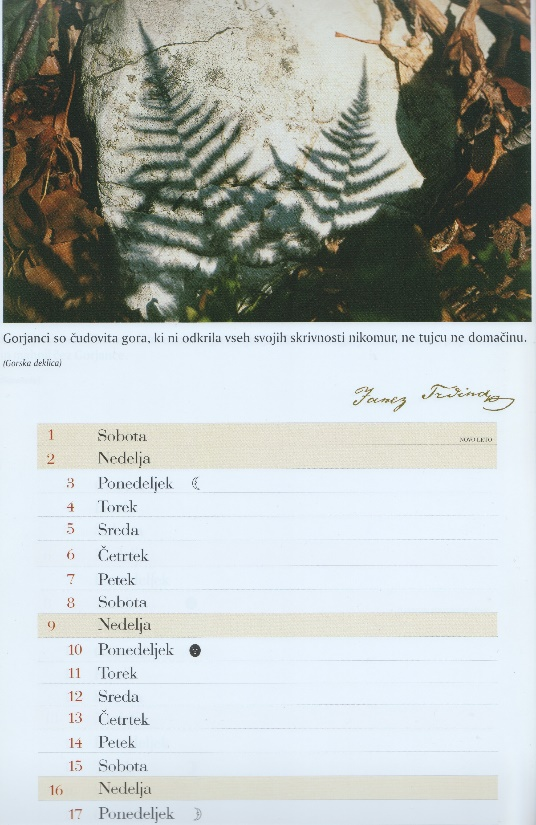 Gorjanci so čudovita gora, ki ni odkrila vseh svojih skrivnosti nikomur, ne tujcu ne domačinu.
(Gorska deklica)
Janez Trdina
1 Sobota NOVO LETO
2 Nedelja
3 Ponedeljek
4 Torek
5 Sreda
6 Četrtek
7 Petek
8 Sobota
9 Nedelja
10 Ponedeljek
11 Torek
12 Sreda
13 Četrtek
14 Petek
15 Sobota
16 Nedelja
17 Ponedeljek